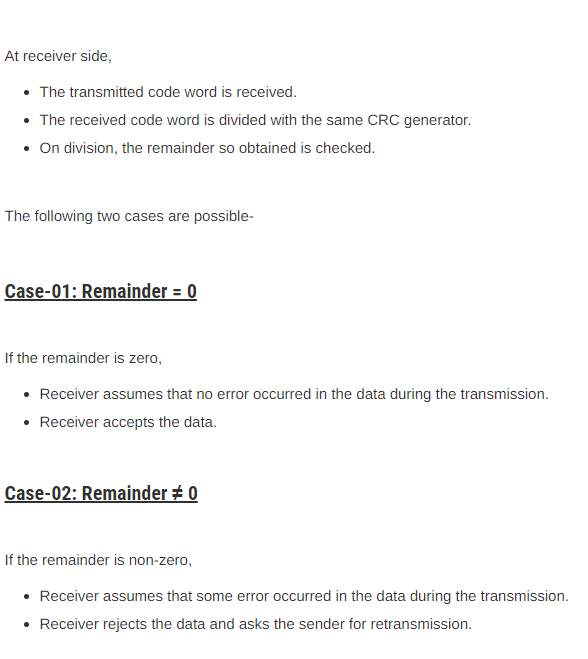 At receiver side,
• The transmitted code word is received.
• The received code word is divided with the same CRC generator.
• On division, the remainder so obtained is checked.
The following two cases are possible-
Case-01: Remainder = 0
If the remainder is zero,
• Receiver assumes that no error occurred in the data during the transmission.
• Receiver accepts the data.
Case-02: Remainder ≠ 0
If the remainder is non-zero,
• Receiver assumes that some error occurred in the data during the transmission.
• Receiver rejects the data and asks the sender for retransmission.